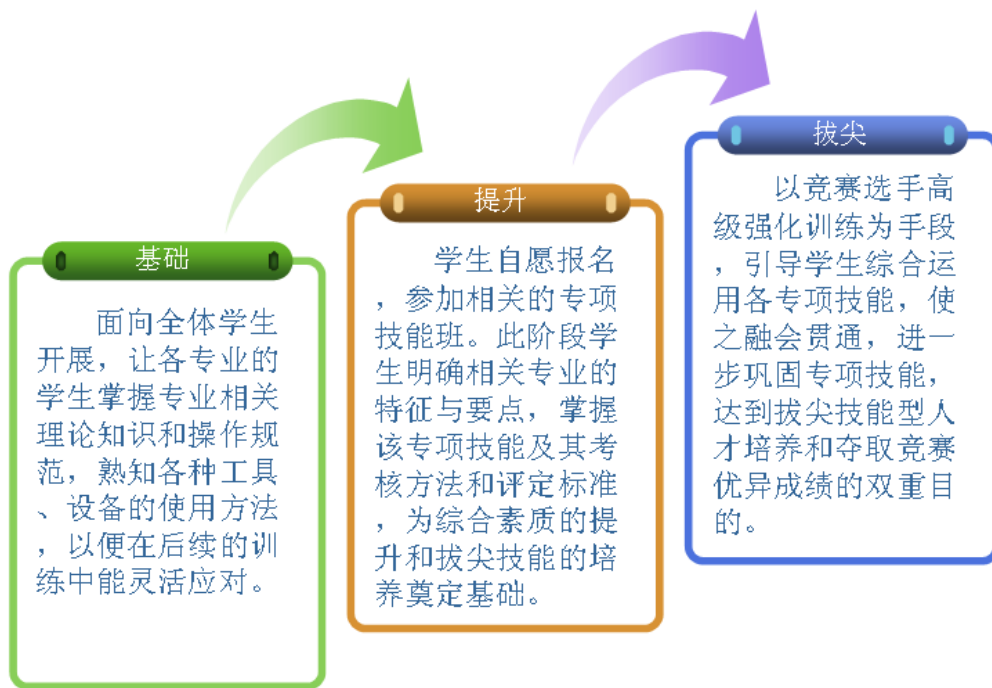 基础
面向全体学生
开展，让各专业的
学生掌握专业相关
理论知识和操作规
范，熟知各种工具
、设备的使用方法
，以便在后续的训
练中能灵活应对。
提升
学生自愿报名
，参加相关的专项
技能班。此阶段学
生明确相关专业的
特征与要点，掌握
该专项技能及其考
核方法和评定标准
，为综合素质的提
升和拔尖技能的培
养奠定基础。
拔尖
以竞赛选手高
级强化训练为手段
，引导学生综合运
用各专项技能，使
之融会贯通，进一
步巩固专项技能，
达到拔尖技能型人
才培养和夺取竞赛
优异成绩的双重目
的。